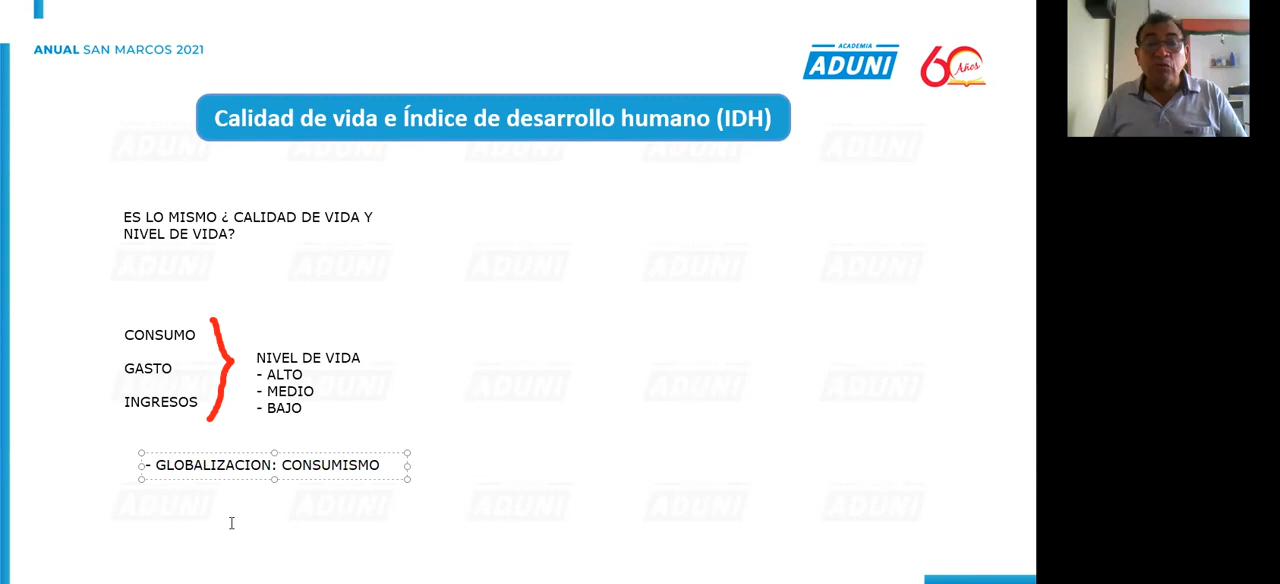 ANUAL SAN MARCOS 2021
ACADEMIA
ADUNI
60 Años
Calidad de vida e Índice de desarrollo humano (IDH)
ES LO MISMO ¿ CALIDAD DE VIDA Y
NIVEL DE VIDA?
CONSUMO
GASTO
INGRESOS
NIVEL DE VIDA
- ALTO
- MEDIO
- BAJO
- GLOBALIZACION: CONSUMISMO